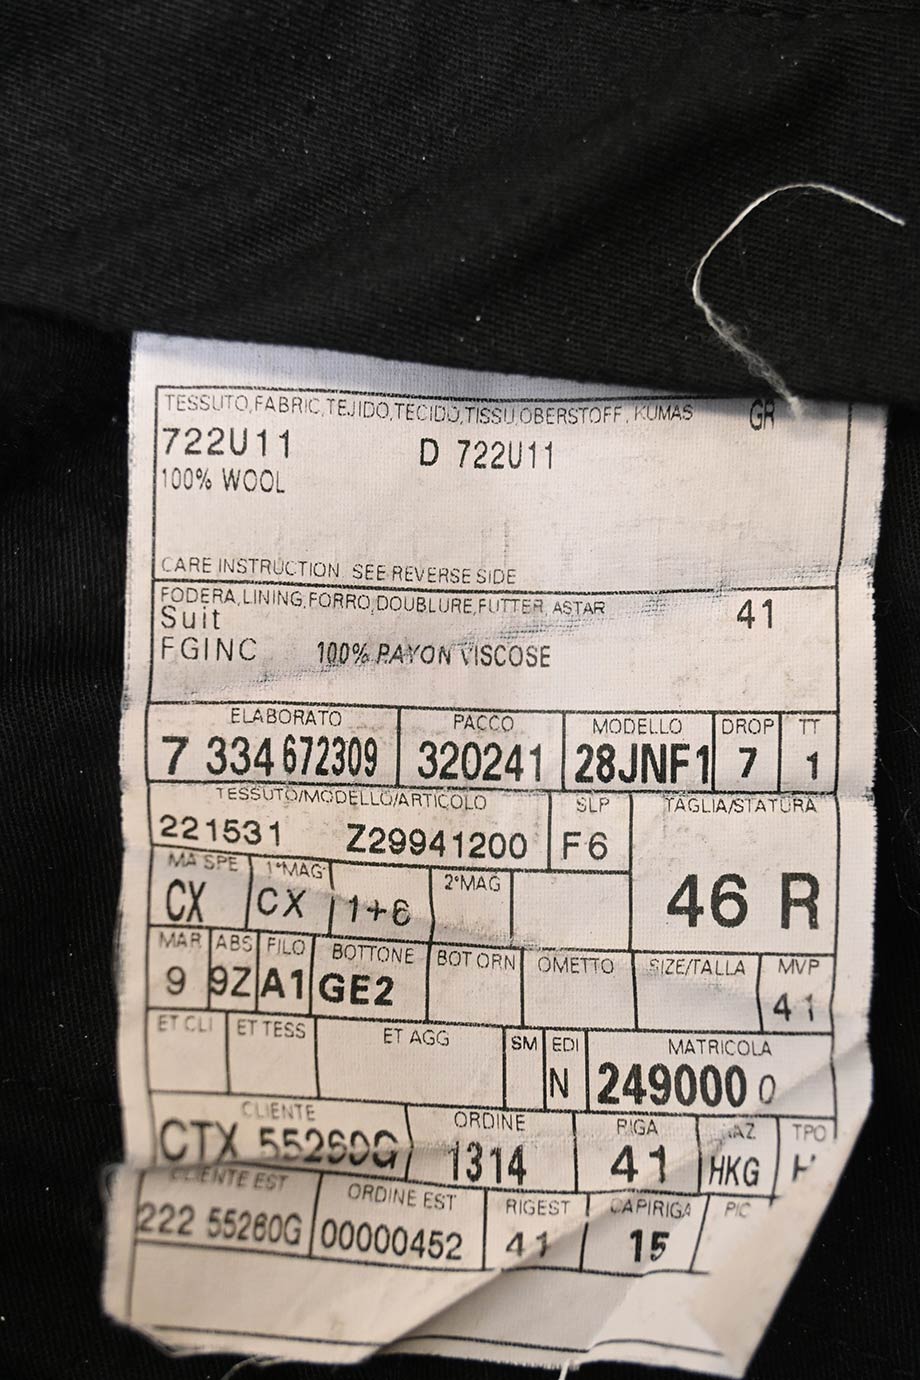 TESSUTO,FABRIC,TEJIDO,TECIDO,TISSU,OBERSTOFF, KUMAS GR
722U11 D 722U11
100% WOOL
CARE INSTRUCTION SEE REVERSE SIDE
FODERA,LINING,FORRO,DOUBLURE,FUTTER, ASTAR 41
Suit
FGINC 100% RAYON VISCOSE
ELABORATO PACCO MODELLO DROP TT
7 334 672309 320241 28JNF1 7 1
TESSUTO/MODELLO/ARTICOLO SLP TAGLIA/STATURA
221531 Z29941200 F6
46 R
MA SPE 1°MAG 2°MAG
CX CX 1+6
MAR ABS FILO BOTTONE BOT ORN OMETTO SIZE/TALLA MVP
9 9Z A1 GE2 41
ET CLI ET TESS ET AGG SM EDI MATRICOLA
N 249000 0
CLIENTE ORDINE RIGA TPO
CTX 55260G 1314 41 HKG
CLIENTE EST ORDINE EST RIGEST CAPIRIGA PIC
222 55260G 00000452 41 15